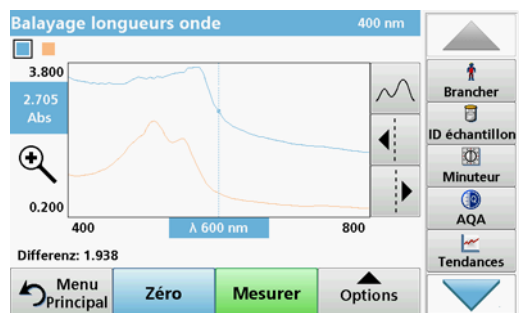 Balayage longueurs onde 400 nm
3.800
2.705
Abs
0.200
400 λ 600 nm 800
Differenz: 1.938
Menu
Principal
Zéro
Mesurer
Options
Brancher
ID échantillon
Minuteur
AQA
Tendances